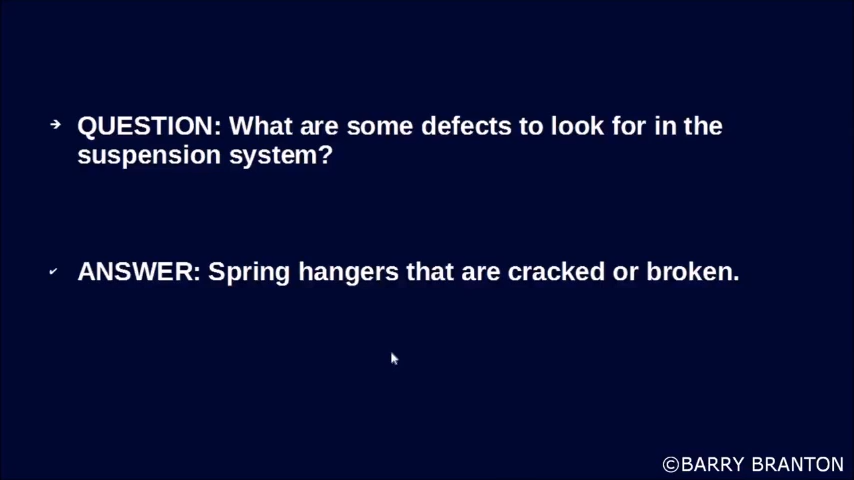 QUESTION: What are some defects to look for in the
suspension system?
ANSWER: Spring hangers that are cracked or broken.
©BARRY BRANTON